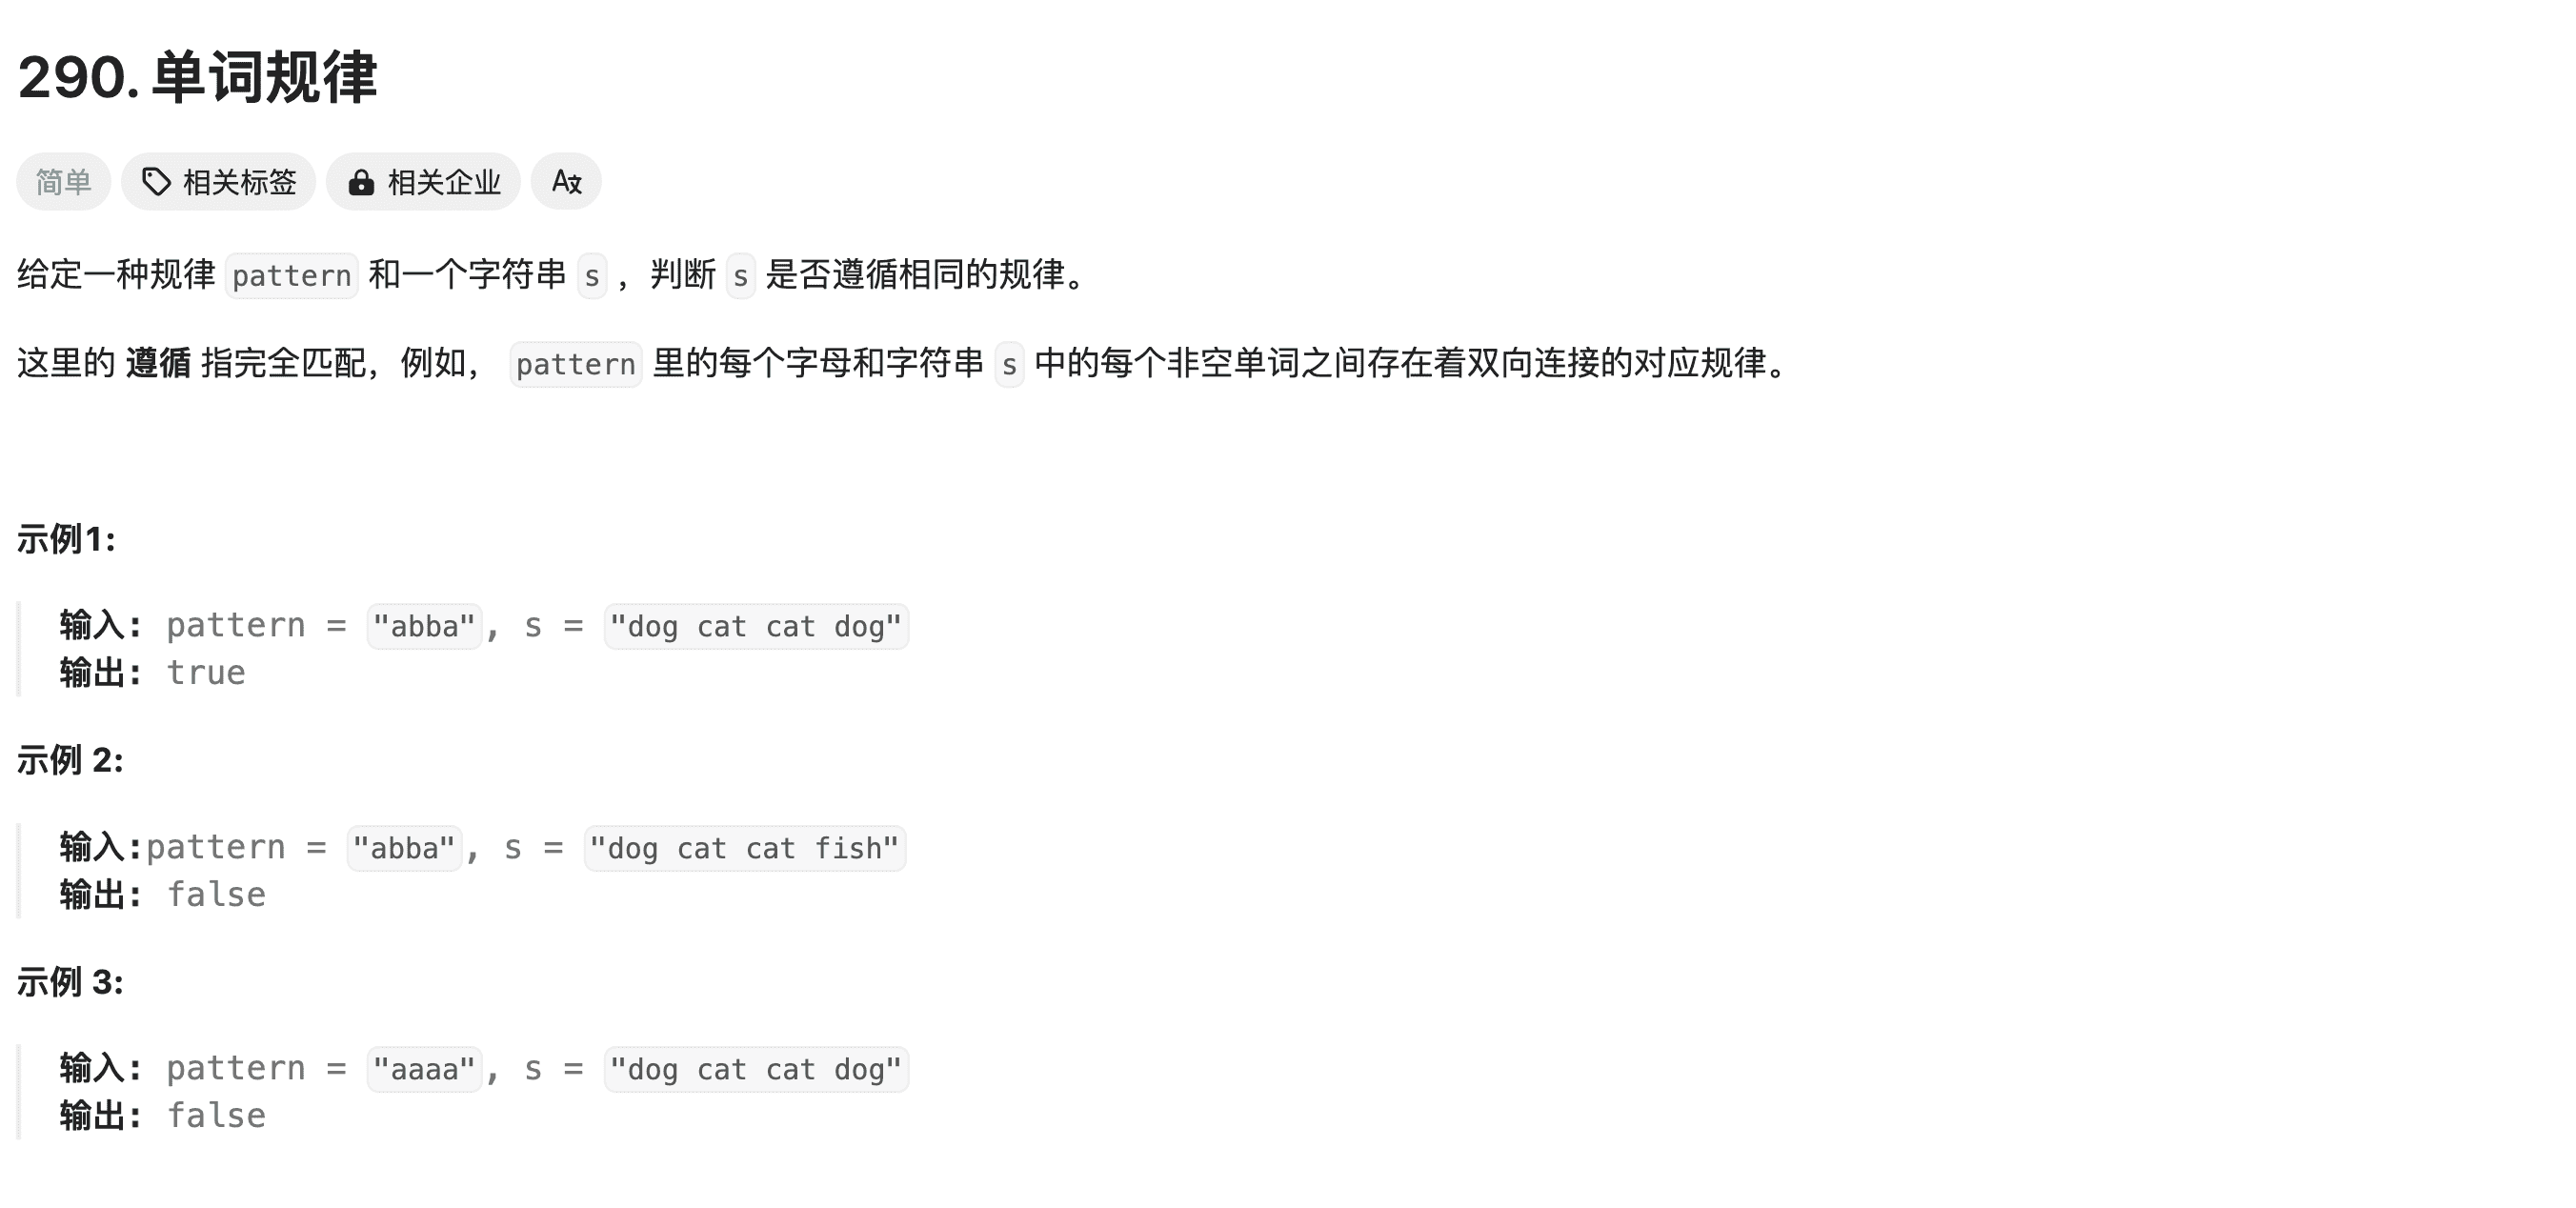 290. 单词规律
简单 相关标签 相关企业 A文
给定一种规律 pattern 和一个字符串 s ，判断 s 是否遵循相同的规律。
这里的 遵循 指完全匹配，例如， pattern 里的每个字母和字符串 s 中的每个非空单词之间存在着双向连接的对应规律。
示例1:
输入: pattern = "abba", s = "dog cat cat dog"
输出: true
示例 2:
输入:pattern = "abba", s = "dog cat cat fish"
输出: false
示例 3:
输入: pattern = "aaaa", s = "dog cat cat dog"
输出: false